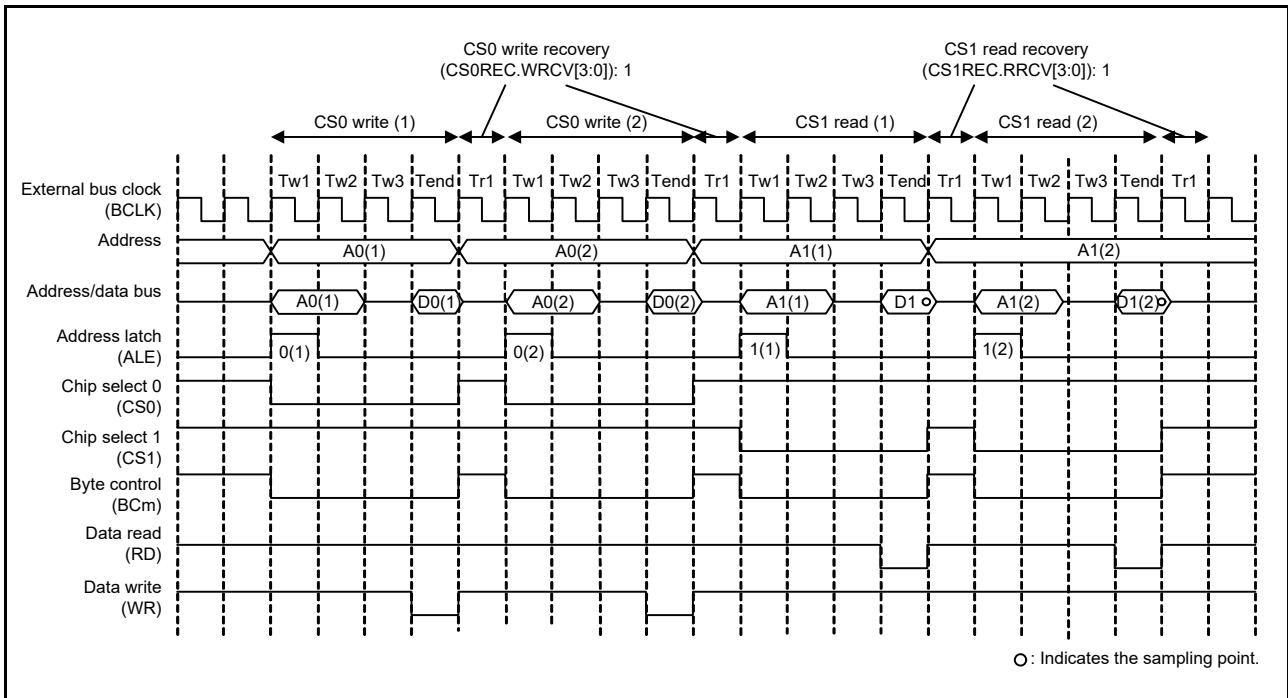 CS0 write recovery
(CS0REC.WRCV[3:0]): 1
CS1 read recovery
(CS1REC.RRCV[3:0]): 1
CS0 write (1)
CS0 write (2)
CS1 read (1)
CS1 read (2)
Tw1 Tw2 Tw3 Tend Tr1 Tw1 Tw2 Tw3 Tend Tr1 Tw1 Tw2 Tw3 Tend Tr1 Tw1 Tw2 Tw3 Tend Tr1
External bus clock
(BCLK)
Address
A0(1) A0(2) A1(1) A1(2)
Address/data bus
A0(1) D0(1) A0(2) D0(2) A1(1) D1 A1(2) D1(2)
Address latch
(ALE)
0(1) 0(2) 1(1) 1(2)
Chip select 0
(CS0)
Chip select 1
(CS1)
Byte control
(BCm)
Data read
(RD)
Data write
(WR)
: Indicates the sampling point.